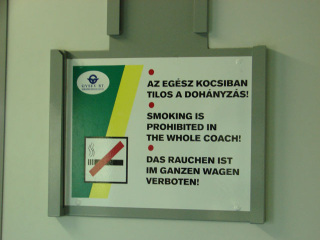 AZ EGÉSZ KOCSIBAN
TILOS A DOHÁNYZÁS!
SMOKING IS
PROHIBITED IN
THE WHOLE COACH!
DAS RAUCHEN IST
IM GANZEN WAGEN
VERBOTEN!